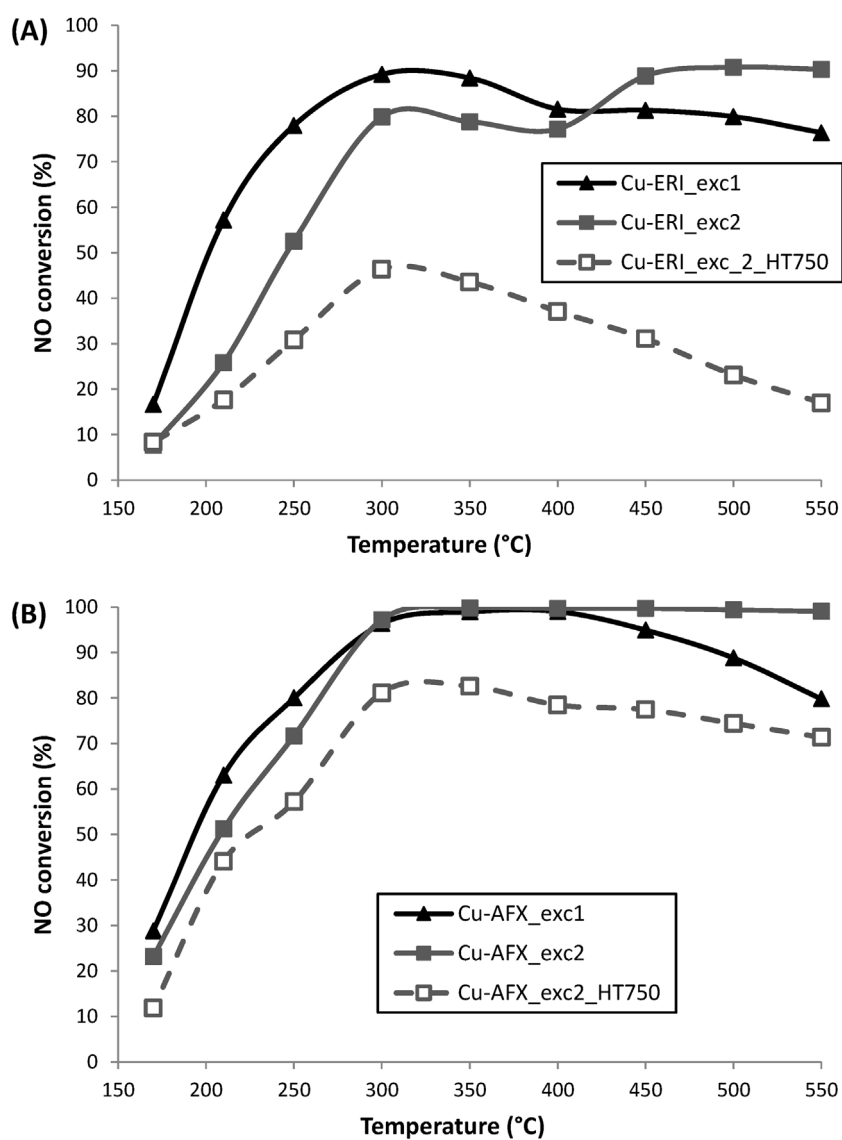 (A)
100
90
80
70
60
50
40
30
20
10
0
NO conversion (%)
Cu-ERI_exc1
Cu-ERI_exc2
Cu-ERI_exc_2_HT750
150 200 250 300 350 400 450 500 550
Temperature (°C)
(B)
100
90
80
70
60
50
40
30
20
10
0
NO conversion (%)
Cu-AFX_exc1
Cu-AFX_exc2
Cu-AFX_exc2_HT750
150 200 250 300 350 400 450 500 550
Temperature (°C)